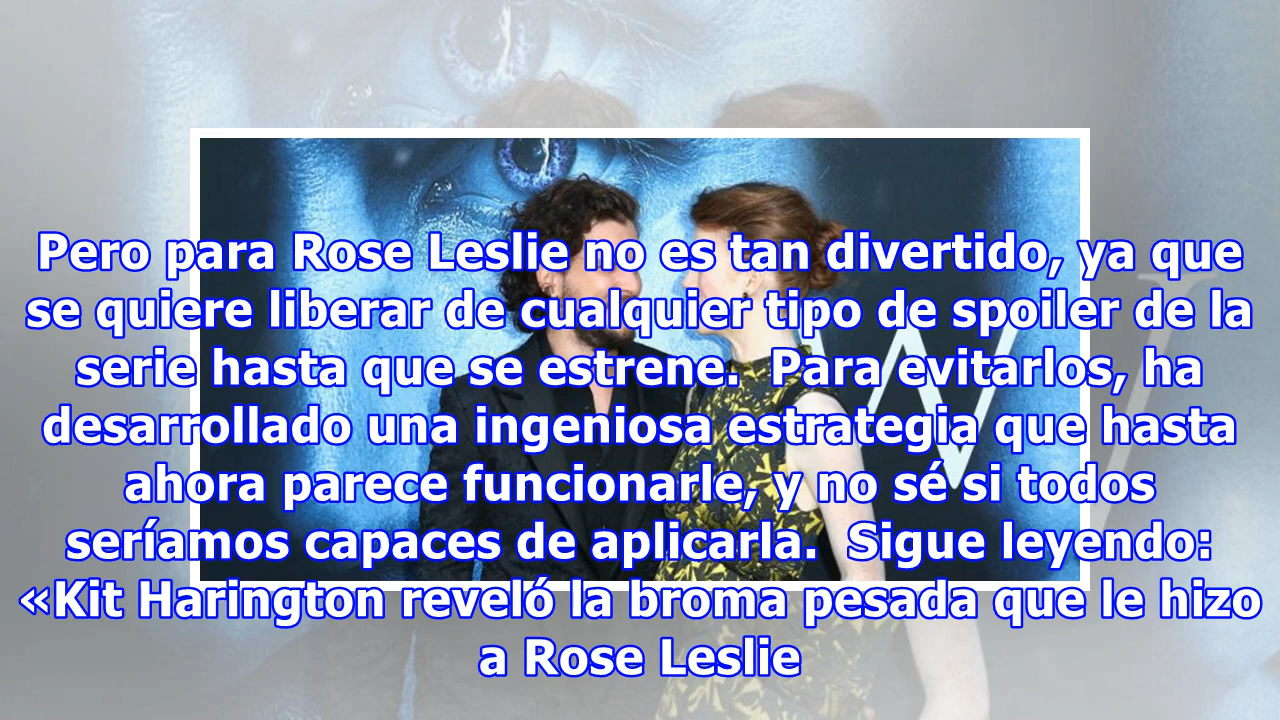 Pero para Rose Leslie no es tan divertido, ya que
se quiere liberar de cualquier tipo de spoiler de la
serie hasta que se estrene.  Para evitarlos, ha
desarrollado una ingeniosa estrategia que hasta
ahora parece funcionarle, y no sé si todos
seríamos capaces de aplicarla.  Sigue leyendo:
«Kit Harington reveló la broma pesada que le hizo
a Rose Leslie